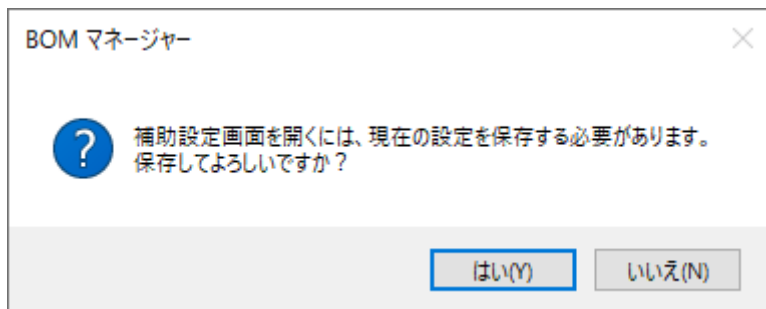 BOM マネージャー
補助設定画面を開くには、現在の設定を保存する必要があります。
保存してよろしいですか？
はい(Y)
いいえ(N)